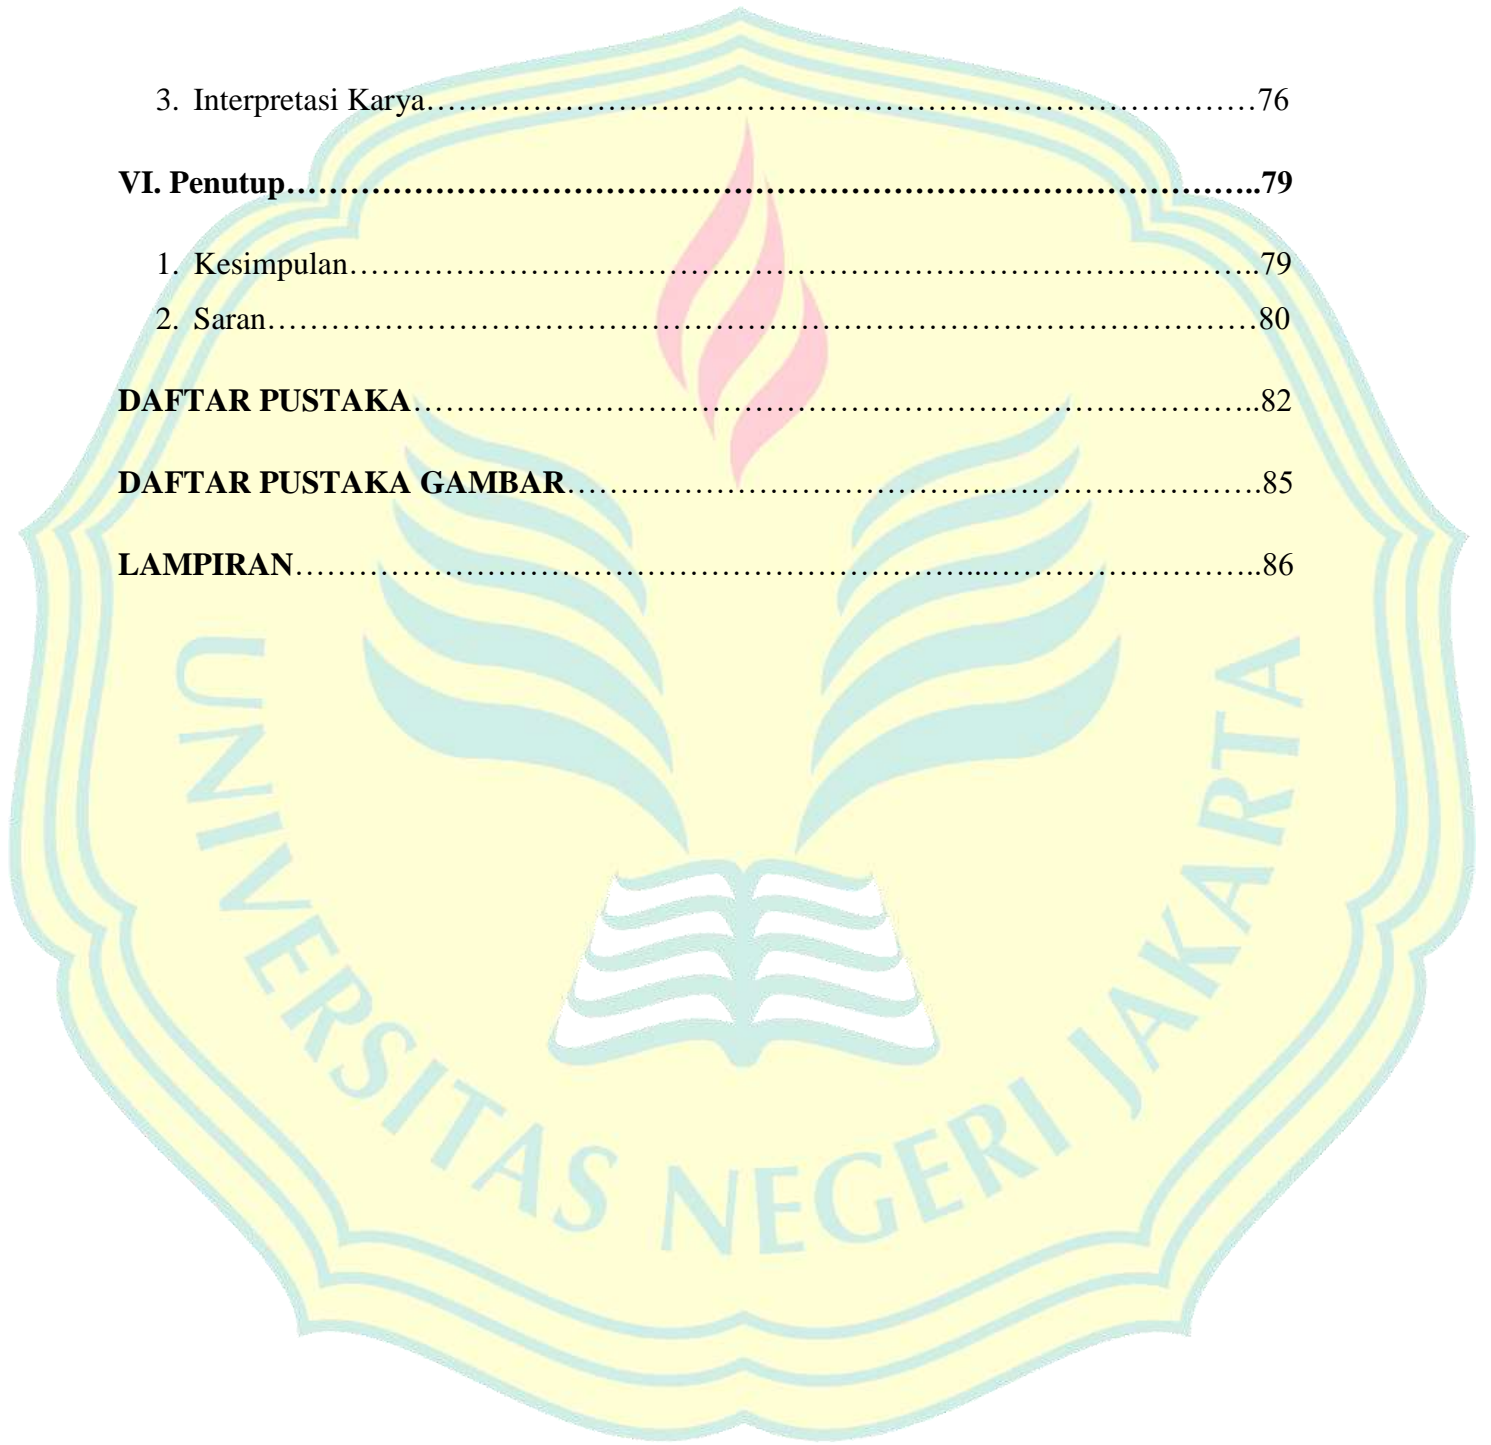 3. Interpretasi Karya……………………………………………………………………76
VI. Penutup………………………………………………………………………………..79
1. Kesimpulan…………………………………………………………………………..79
2. Saran…………………………………………………………………………………80
DAFTAR PUSTAKA……………………………………………………………………..82
DAFTAR PUSTAKA GAMBAR…………………………………..…………………….85
LAMPIRAN………………………………………………………...……………………..86
UNIVERSITAS NEGERI JAKARTA